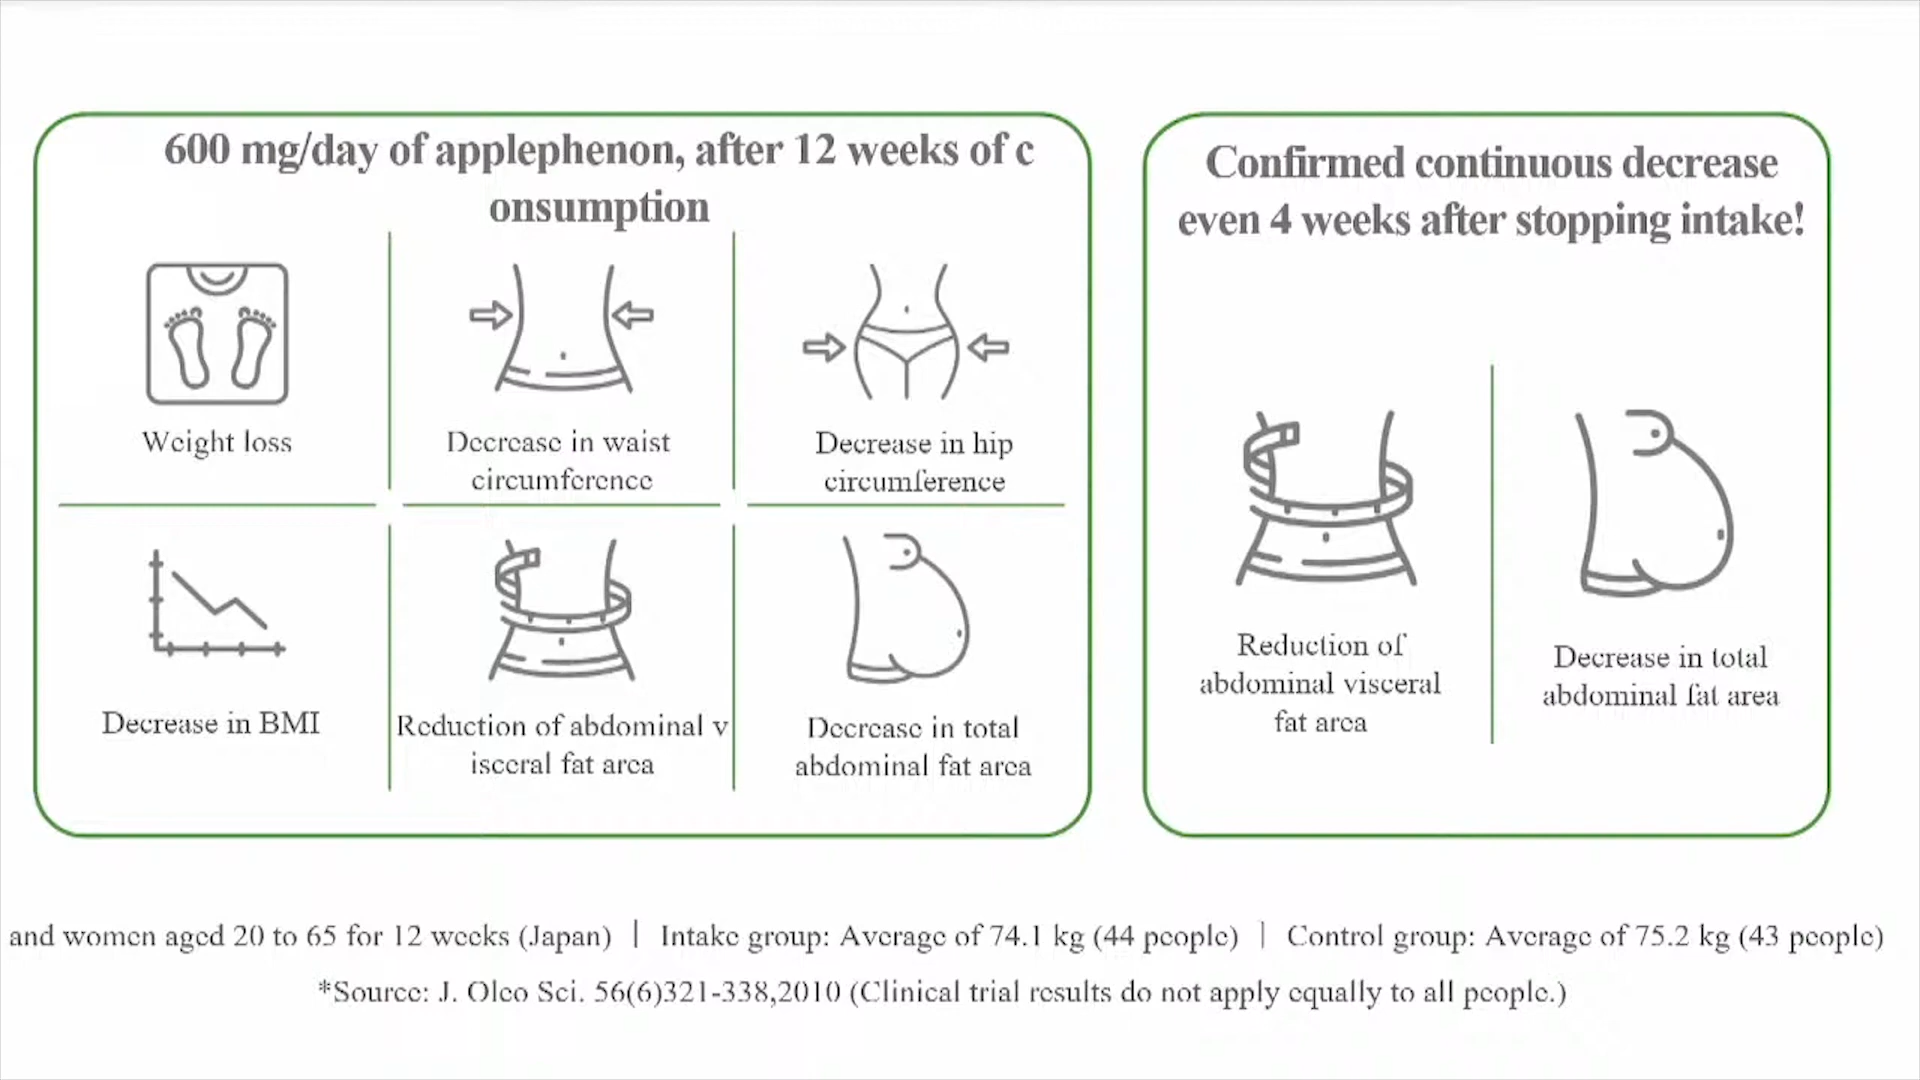 600 mg/day of applephenon, after 12 weeks of c
onsumption
Confirmed continuous decrease
even 4 weeks after stopping intake!
Weight loss
Decrease in waist
circumference
Decrease in hip
circumference
Decrease in BMI
Reduction of abdominal v
isceral fat area
Decrease in total
abdominal fat area
Reduction of
abdominal visceral
fat area
Decrease in total
abdominal fat area
and women aged 20 to 65 for 12 weeks (Japan) | Intake group: Average of 74.1 kg (44 people) | Control group: Average of 75.2 kg (43 people)
*Source: J. Oleo Sci. 56(6)321-338,2010 (Clinical trial results do not apply equally to all people.)